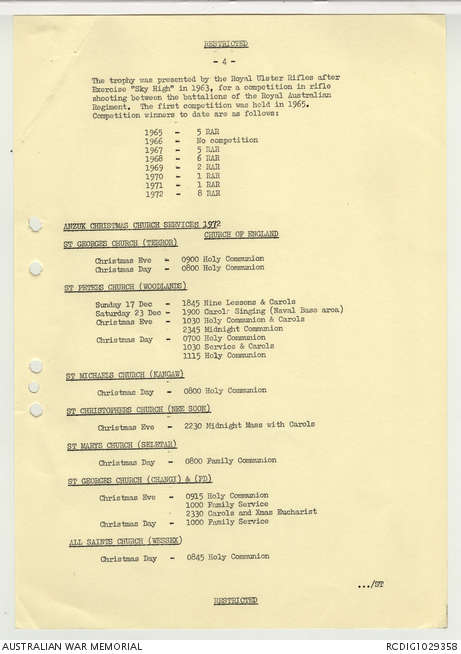 RESTRICTED
- 4 -
The trophy was presented by the Royal Ulster Rifles after
Exercise "Sky High" in 1963, for a competition in rifle
shooting between the battalions of the Royal Australian
Regiment. The first competition was held in 1965.
Competition winners to date are as follows:
1965 - 5 RAR
1966 - No competition
1967 - 5 RAR
1968 - 6 RAR
1969 - 2 RAR
1970 - 1 RAR
1971 - 1 RAR
1972 - 8 RAR
ANZUK CHRISTMAS CHURCH SERVICES 1972
CHURCH OF ENGLAND
ST GEORGES CHURCH (TERROR)
Christmas Eve - 0900 Holy Communion
Christmas Day - 0800 Holy Communion
ST PETERS CHURCH (WOODLANDS)
Sunday 17 Dec - 1845 Nine Lessons & Carols
Saturday 23 Dec - 1900 Carol Singing (Naval Base area)
Christmas Eve - 1030 Holy Communion & Carols
2345 Midnight Communion
Christmas Day - 0700 Holy Communion
1030 Service & Carols
1115 Holy Communion
ST MICHAELS CHURCH (KANGAW)
Christmas Day - 0800 Holy Communion
ST CHRISTOPHERS CHURCH (NEE SOON)
Christmas Eve - 2230 Midnight Mass with Carols
ST MARYS CHURCH (SELETAR)
Christmas Day - 0800 Family Communion
ST GEORGES CHURCH (CHANGI) & (FD)
Christmas Eve - 0915 Holy Communion
1000 Family Service
2330 Carols and Xmas Eucharist
Christmas Day - 1000 Family Service
ALL SAINTS CHURCH (WESSEX)
Christmas Day - 0845 Holy Communion
.../ST
RESTRICTED
AUSTRALIAN WAR MEMORIAL
RCDIG1029358